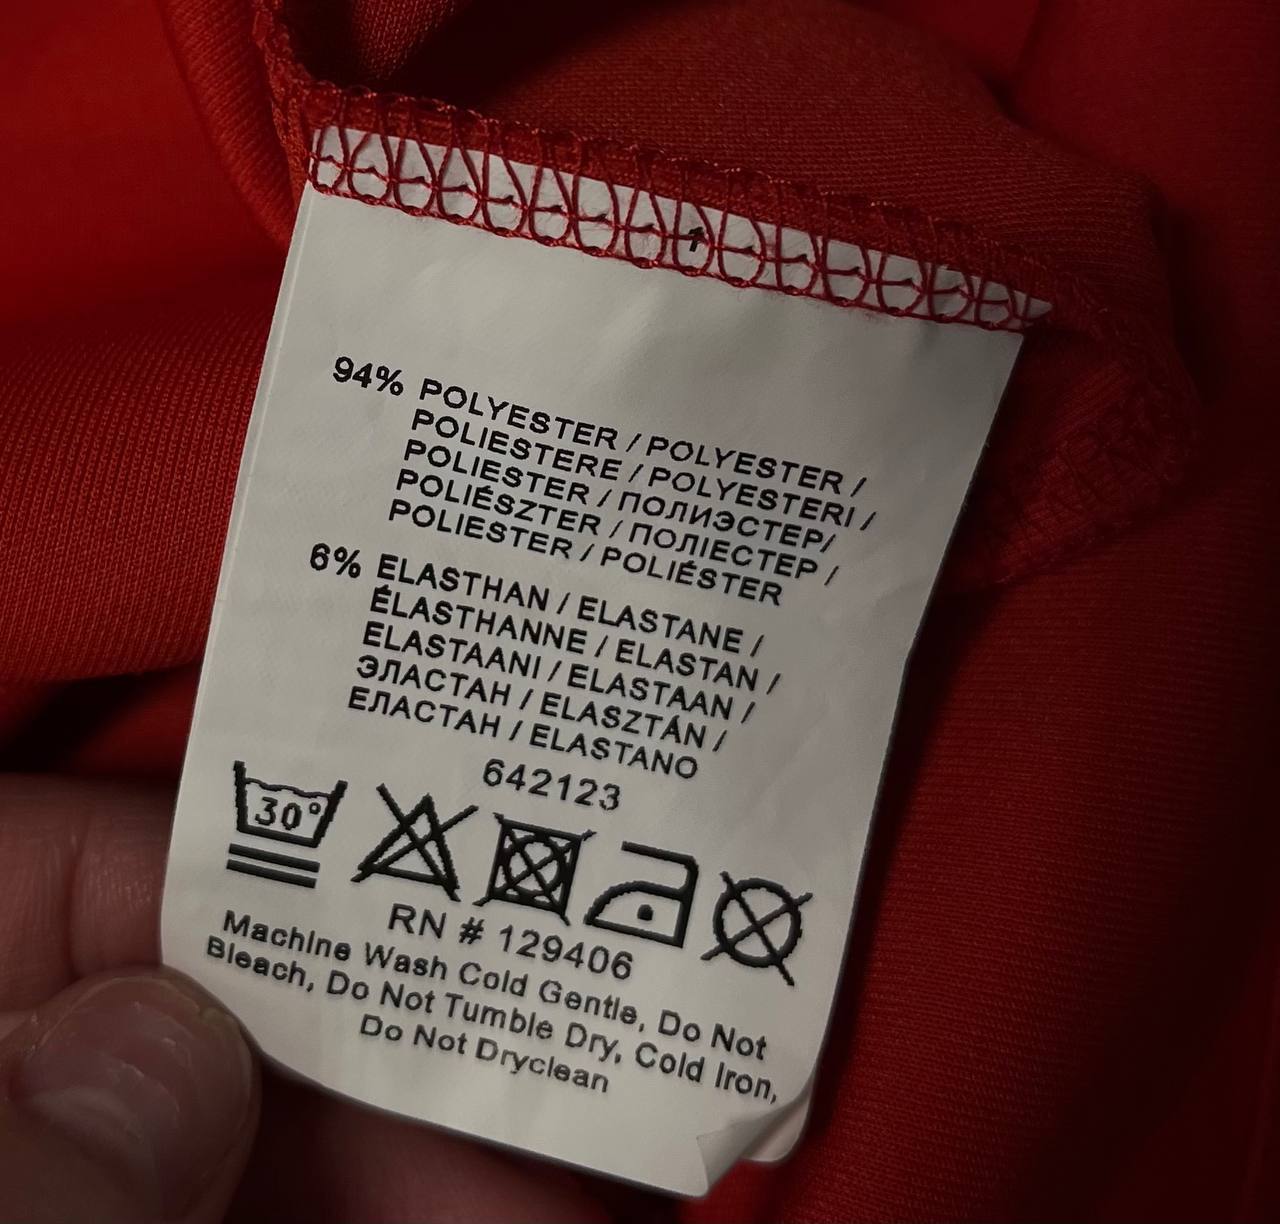 94% POLYESTER / POLYESTER /
POLIESTERE / POLYESTERI /
POLIESTER / ПОЛИЭСТЕР/
POLIÉSZTER / ПОЛІЕСТЕР /
POLIESTER / POLIÉSTER
6% ELASTHAN / ELASTANE /
ÉLASTHANNE / ELASTAN /
ELASTAANI / ELASTAAN /
ЭЛАСТАН / ELASZTÁN /
ЕЛАСТАН / ELASTANO
642123
30°
RN # 129406
Machine Wash Cold Gentle, Do Not
Bleach, Do Not Tumble Dry, Cold Iron,
Do Not Dryclean